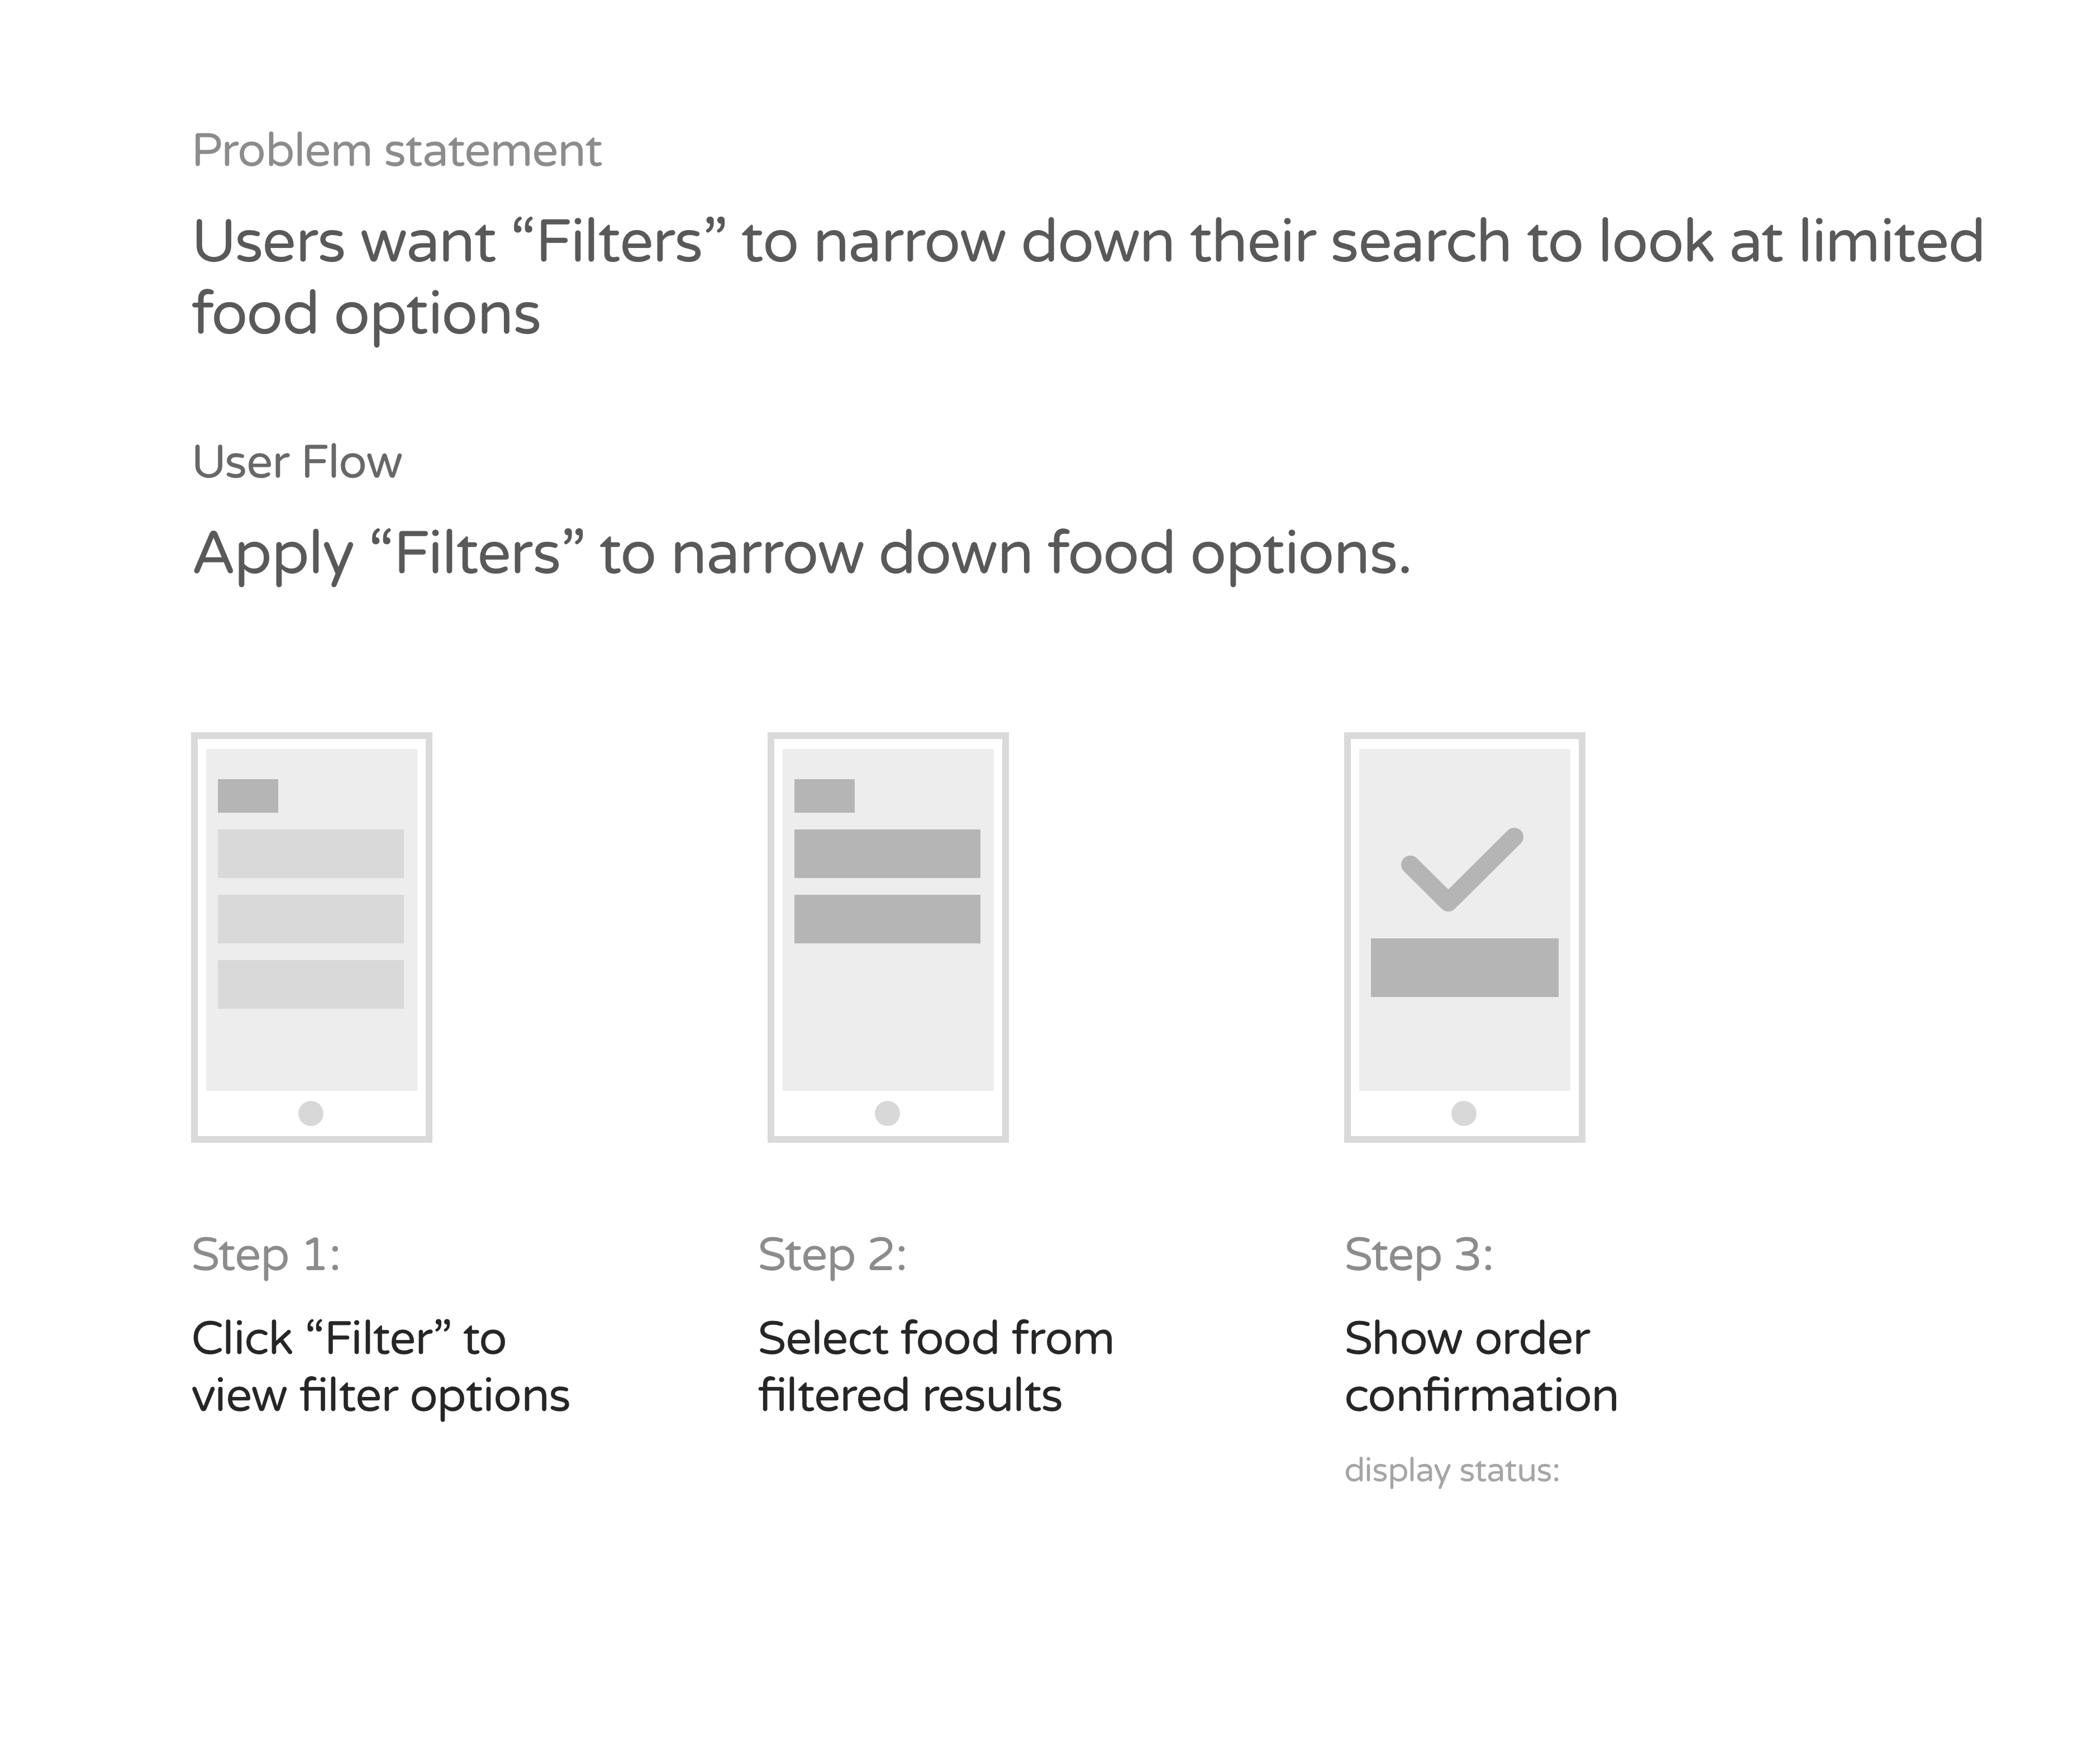 Problem statement
Users want “Filters” to narrow down their search to look at limited
food options
User Flow
Apply “Filters” to narrow down food options.
Step 1:
Click “Filter” to
view filter options
Step 2:
Select food from
filtered results
Step 3:
Show order
confirmation
display status: